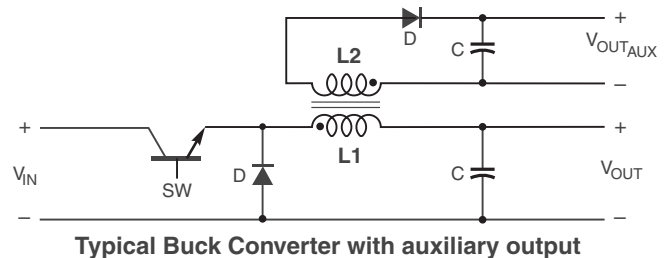 D
C
+
V_OUT_AUX
–
L2
L1
+
V_IN
–
SW
D
C
+
V_OUT
–
Typical Buck Converter with auxiliary output